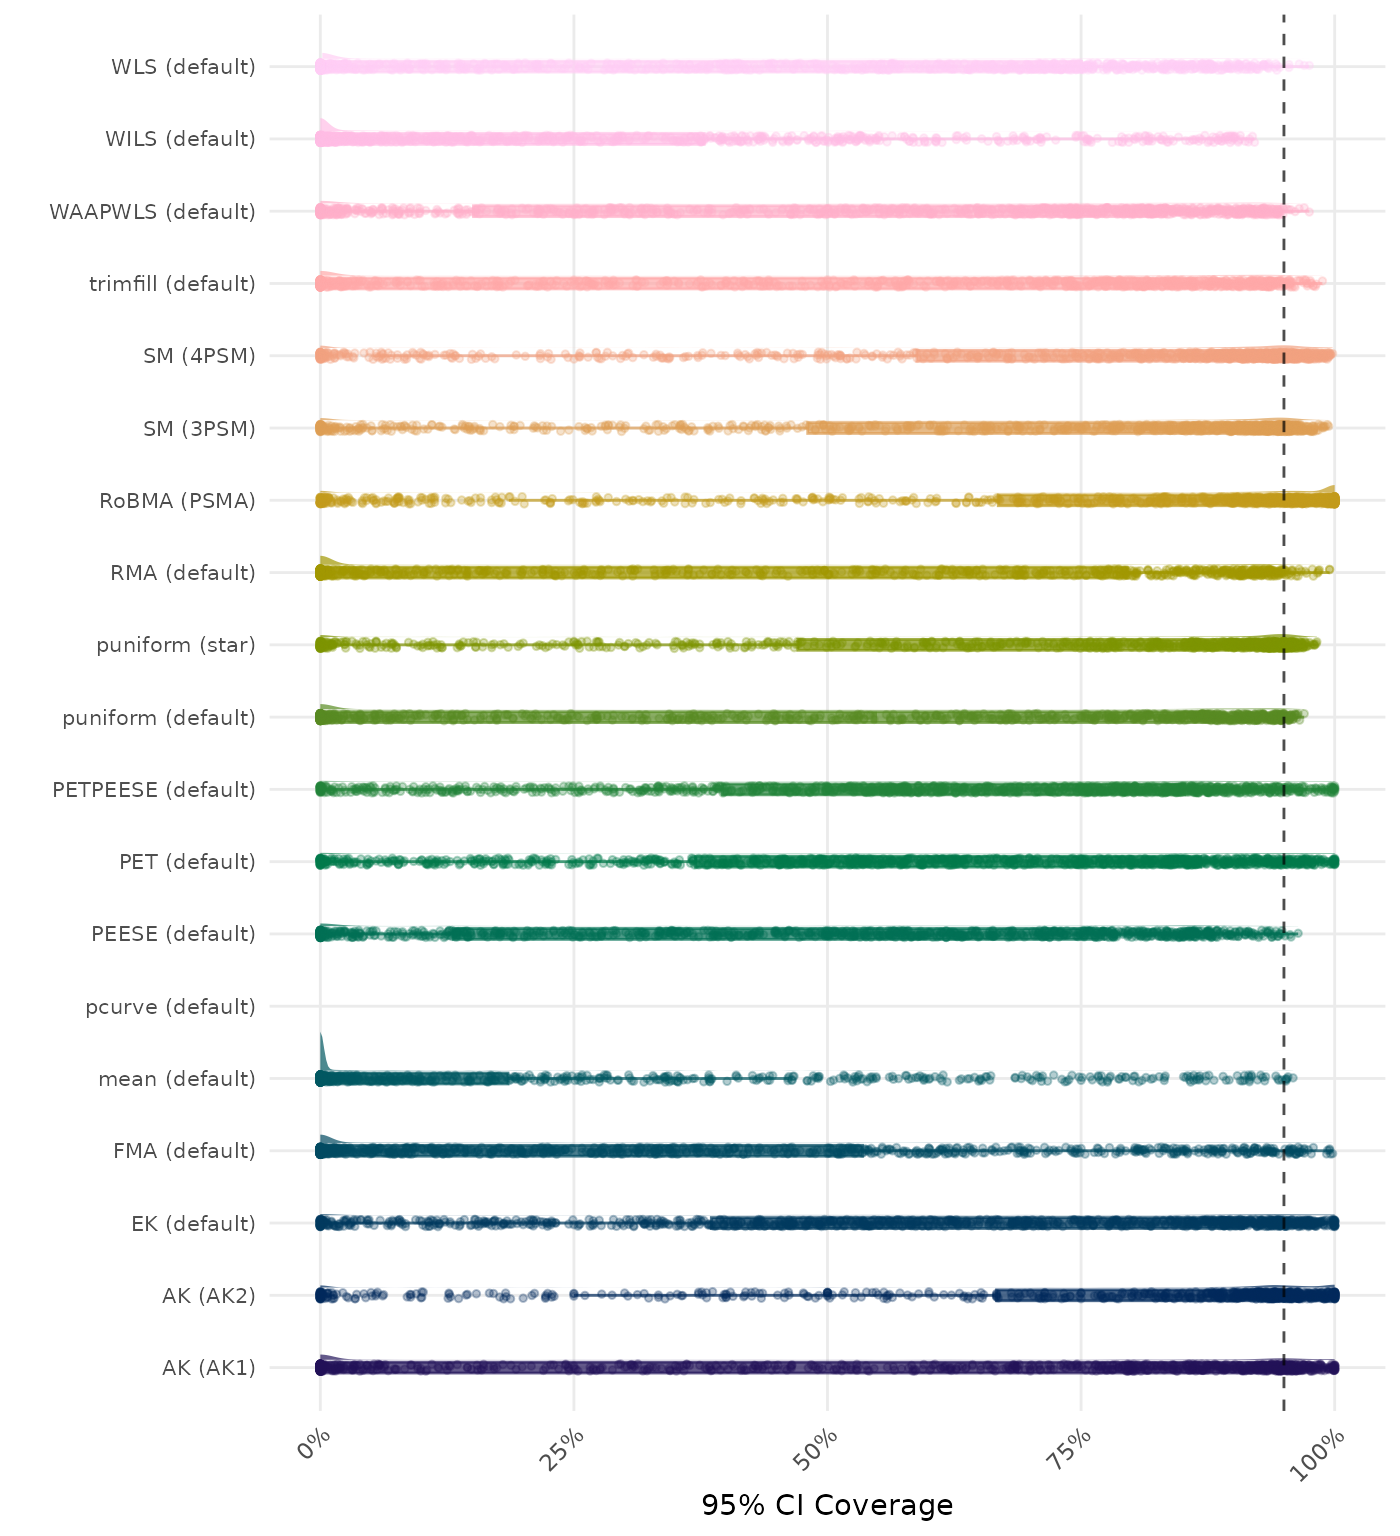 WLS (default)
WILS (default)
WAAPWLS (default)
trimfill (default)
SM (4PSM)
SM (3PSM)
RoBMA (PSMA)
RMA (default)
puniform (star)
puniform (default)
PETPEESE (default)
PET (default)
PEESE (default)
pcurve (default)
mean (default)
FMA (default)
EK (default)
AK (AK2)
AK (AK1)
0%
25%
50%
75%
100%
95% CI Coverage